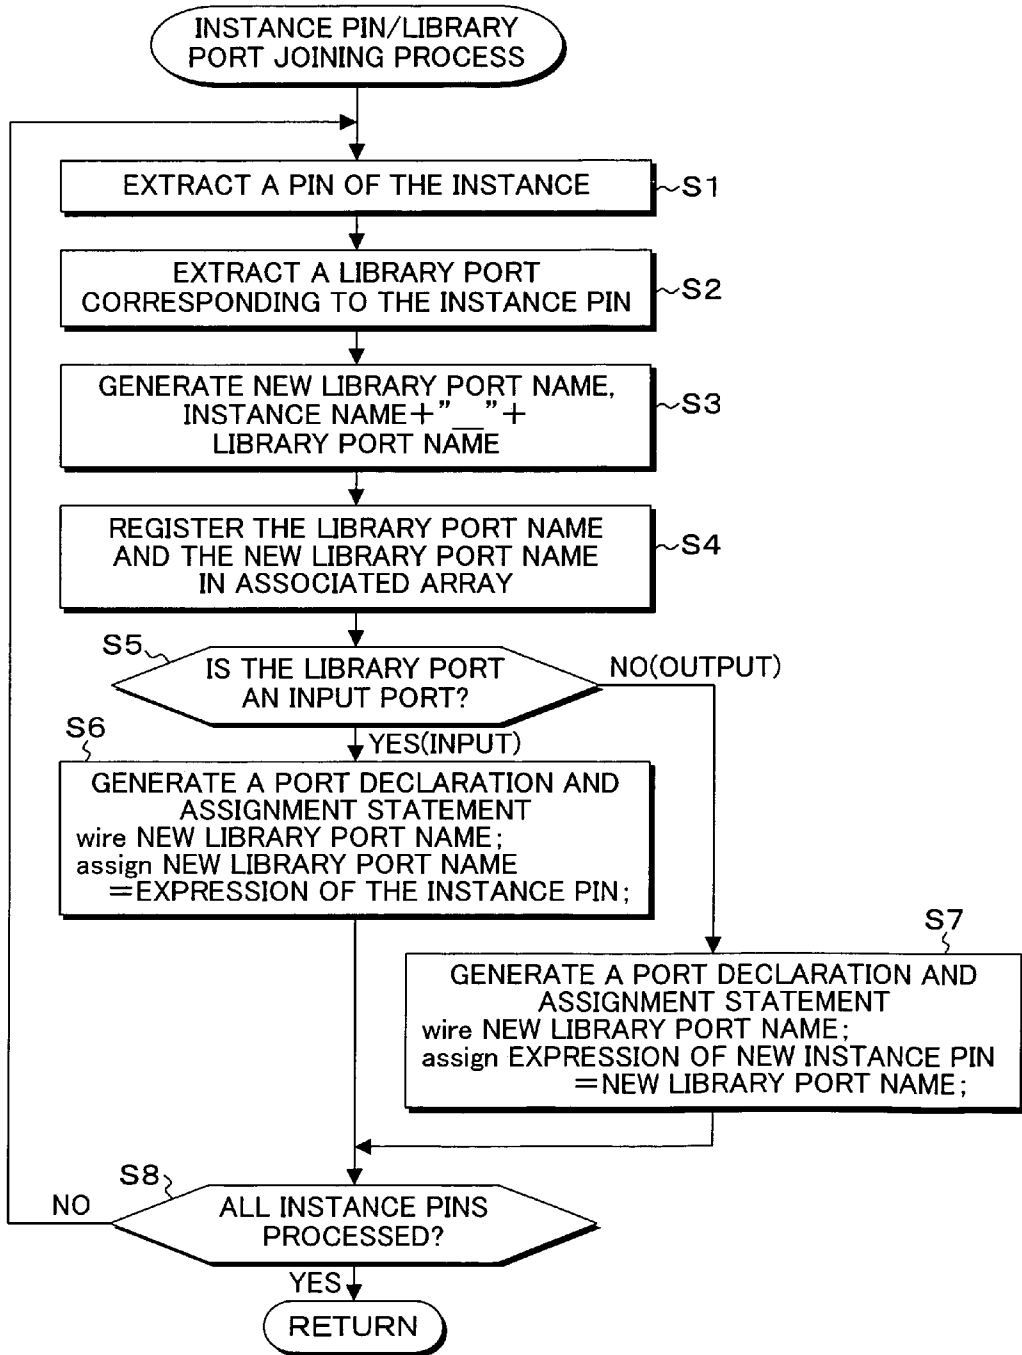 INSTANCE PIN/LIBRARY
PORT JOINING PROCESS
EXTRACT A PIN OF THE INSTANCE
S1
EXTRACT A LIBRARY PORT
CORRESPONDING TO THE INSTANCE PIN
S2
GENERATE NEW LIBRARY PORT NAME,
INSTANCE NAME+"__"+
LIBRARY PORT NAME
S3
REGISTER THE LIBRARY PORT NAME
AND THE NEW LIBRARY PORT NAME
IN ASSOCIATED ARRAY
S4
S5
IS THE LIBRARY PORT
AN INPUT PORT?
NO(OUTPUT)
YES(INPUT)
S6
GENERATE A PORT DECLARATION AND
ASSIGNMENT STATEMENT
wire NEW LIBRARY PORT NAME;
assign NEW LIBRARY PORT NAME
=EXPRESSION OF THE INSTANCE PIN;
S7
GENERATE A PORT DECLARATION AND
ASSIGNMENT STATEMENT
wire NEW LIBRARY PORT NAME;
assign EXPRESSION OF NEW INSTANCE PIN
=NEW LIBRARY PORT NAME;
S8
NO
ALL INSTANCE PINS
PROCESSED?
YES
RETURN